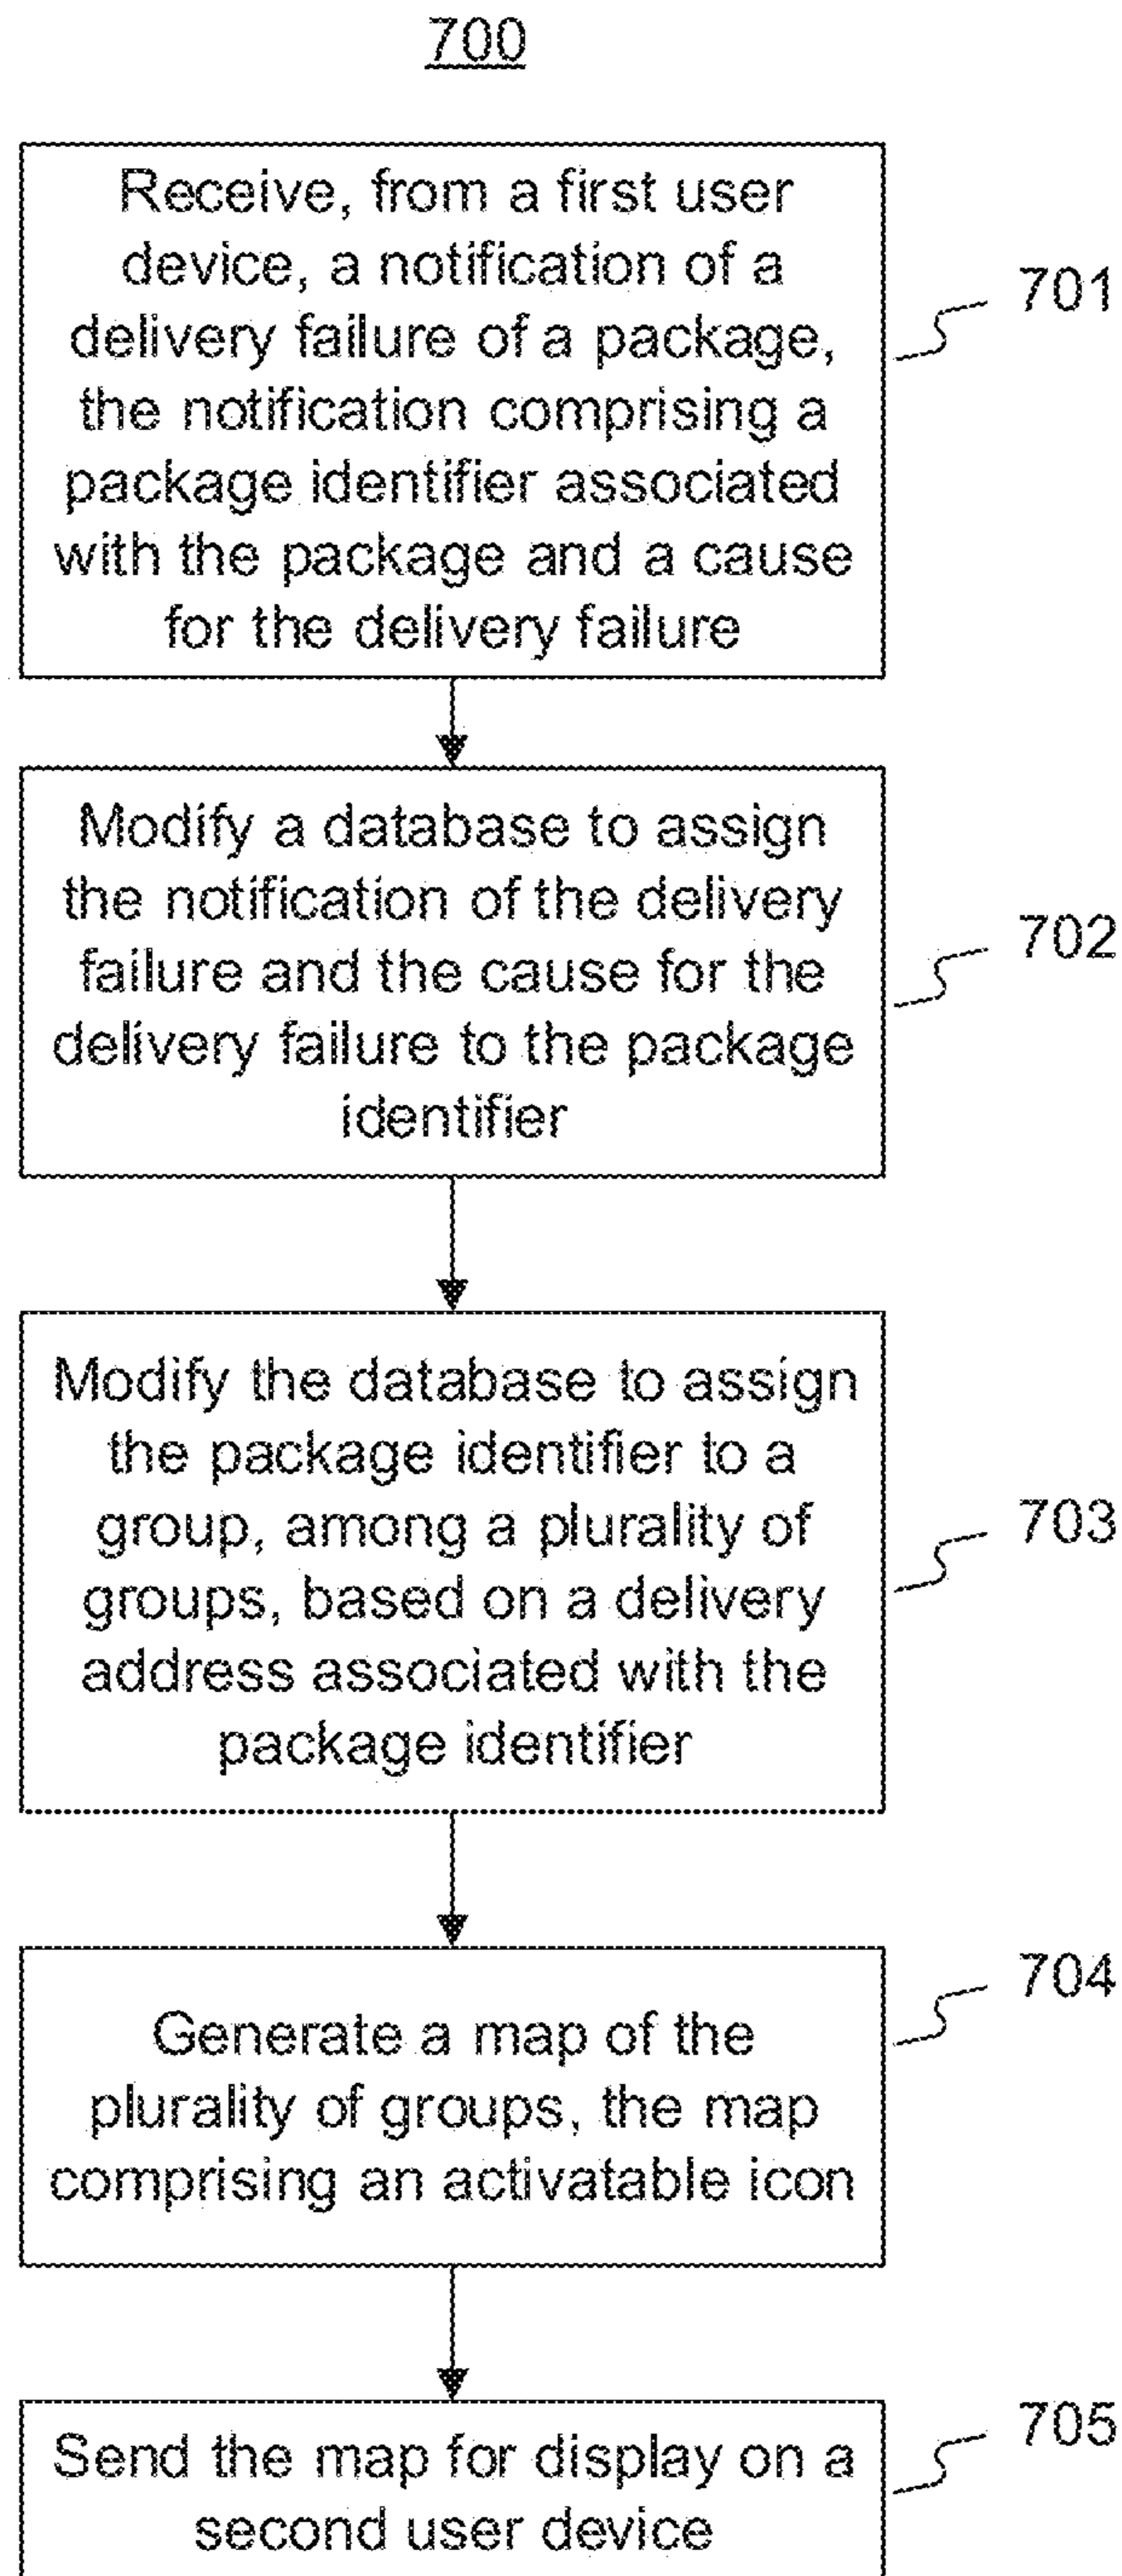 700
Receive, from a first user
device, a notification of a
delivery failure of a package,
the notification comprising a
package identifier associated
with the package and a cause
for the delivery failure
701
Modify a database to assign
the notification of the delivery
failure and the cause for the
delivery failure to the package
identifier
702
Modify the database to assign
the package identifier to a
group, among a plurality of
groups, based on a delivery
address associated with the
package identifier
703
Generate a map of the
plurality of groups, the map
comprising an activatable icon
704
Send the map for display on a
second user device
705